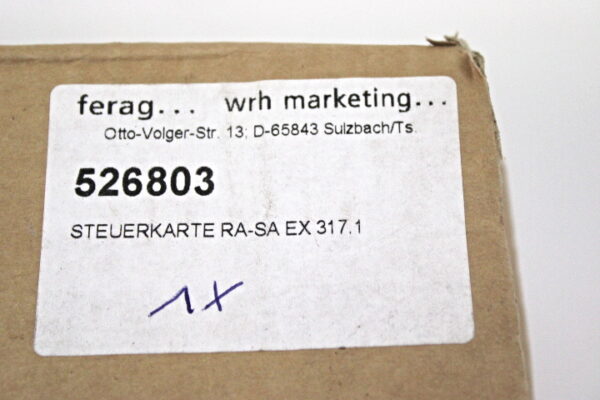 ferag... wrh marketing...
Otto-Volger-Str. 13; D-65843 Sulzbach/Ts.
526803
STEUERKARTE RA-SA EX 317.1
1x